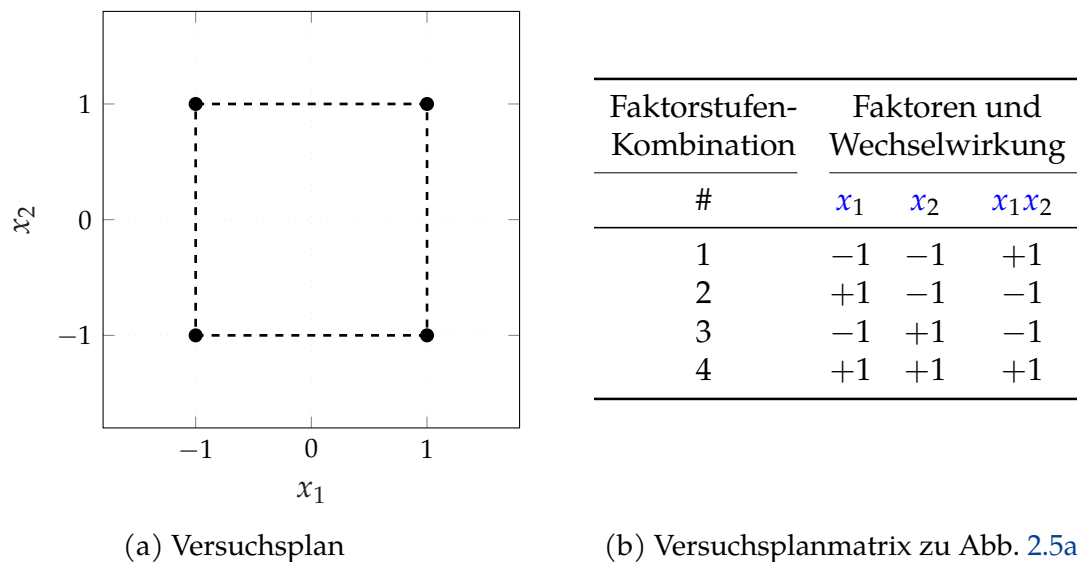 1
0
−1
x2
−1 0 1
x1
(a) Versuchsplan
Faktorstufen- Faktoren und
Kombination Wechselwirkung
# x1 x2 x1x2
1 −1 −1 +1
2 +1 −1 −1
3 −1 +1 −1
4 +1 +1 +1
(b) Versuchsplanmatrix zu Abb. 2.5a